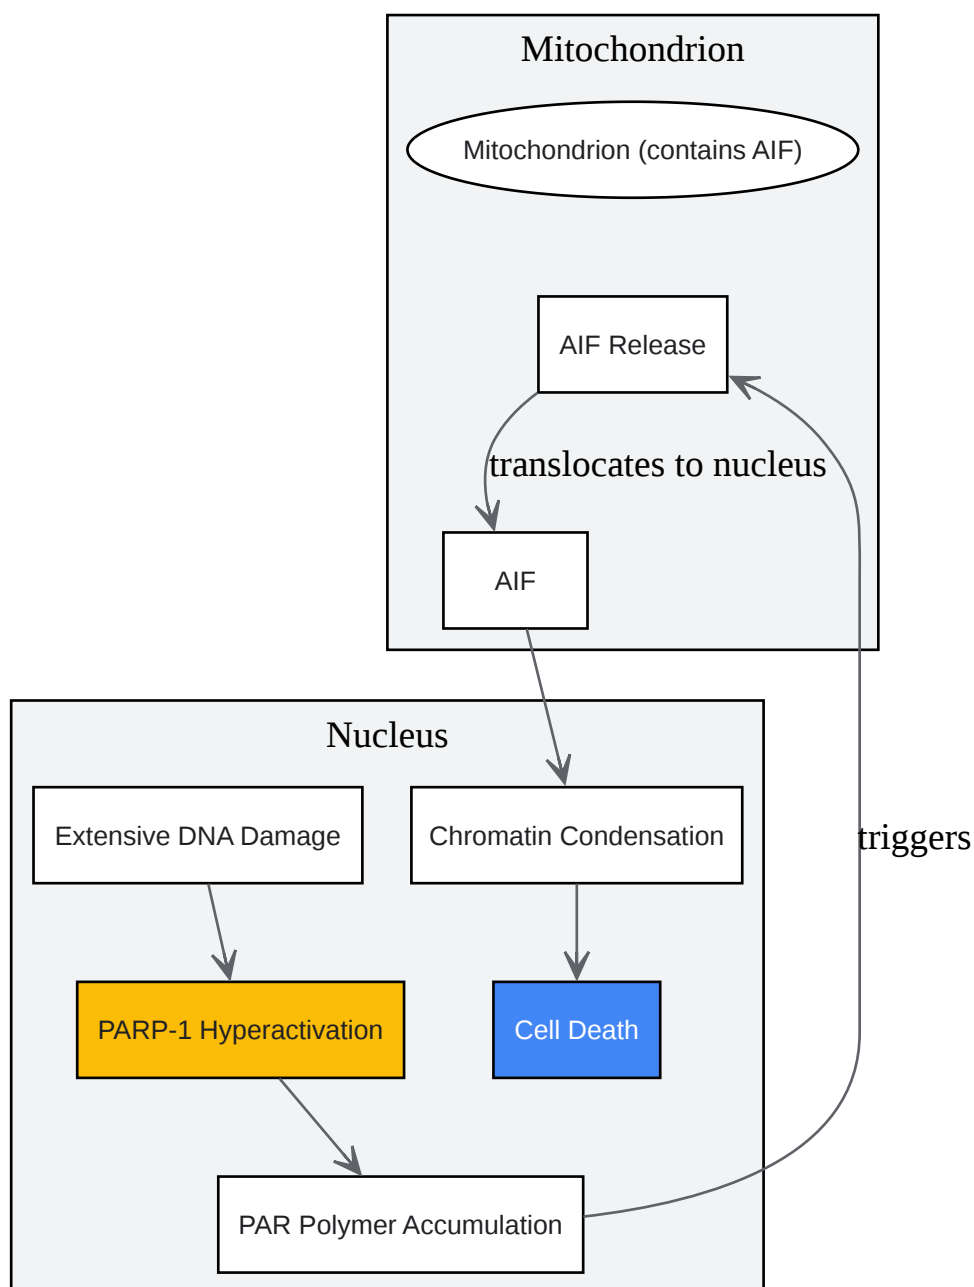 Mitochondrion
Mitochondrion (contains AIF)
AIF Release
translocates to nucleus
AIF
Nucleus
Extensive DNA Damage
Chromatin Condensation
triggers
PARP-1 Hyperactivation
Cell Death
PAR Polymer Accumulation